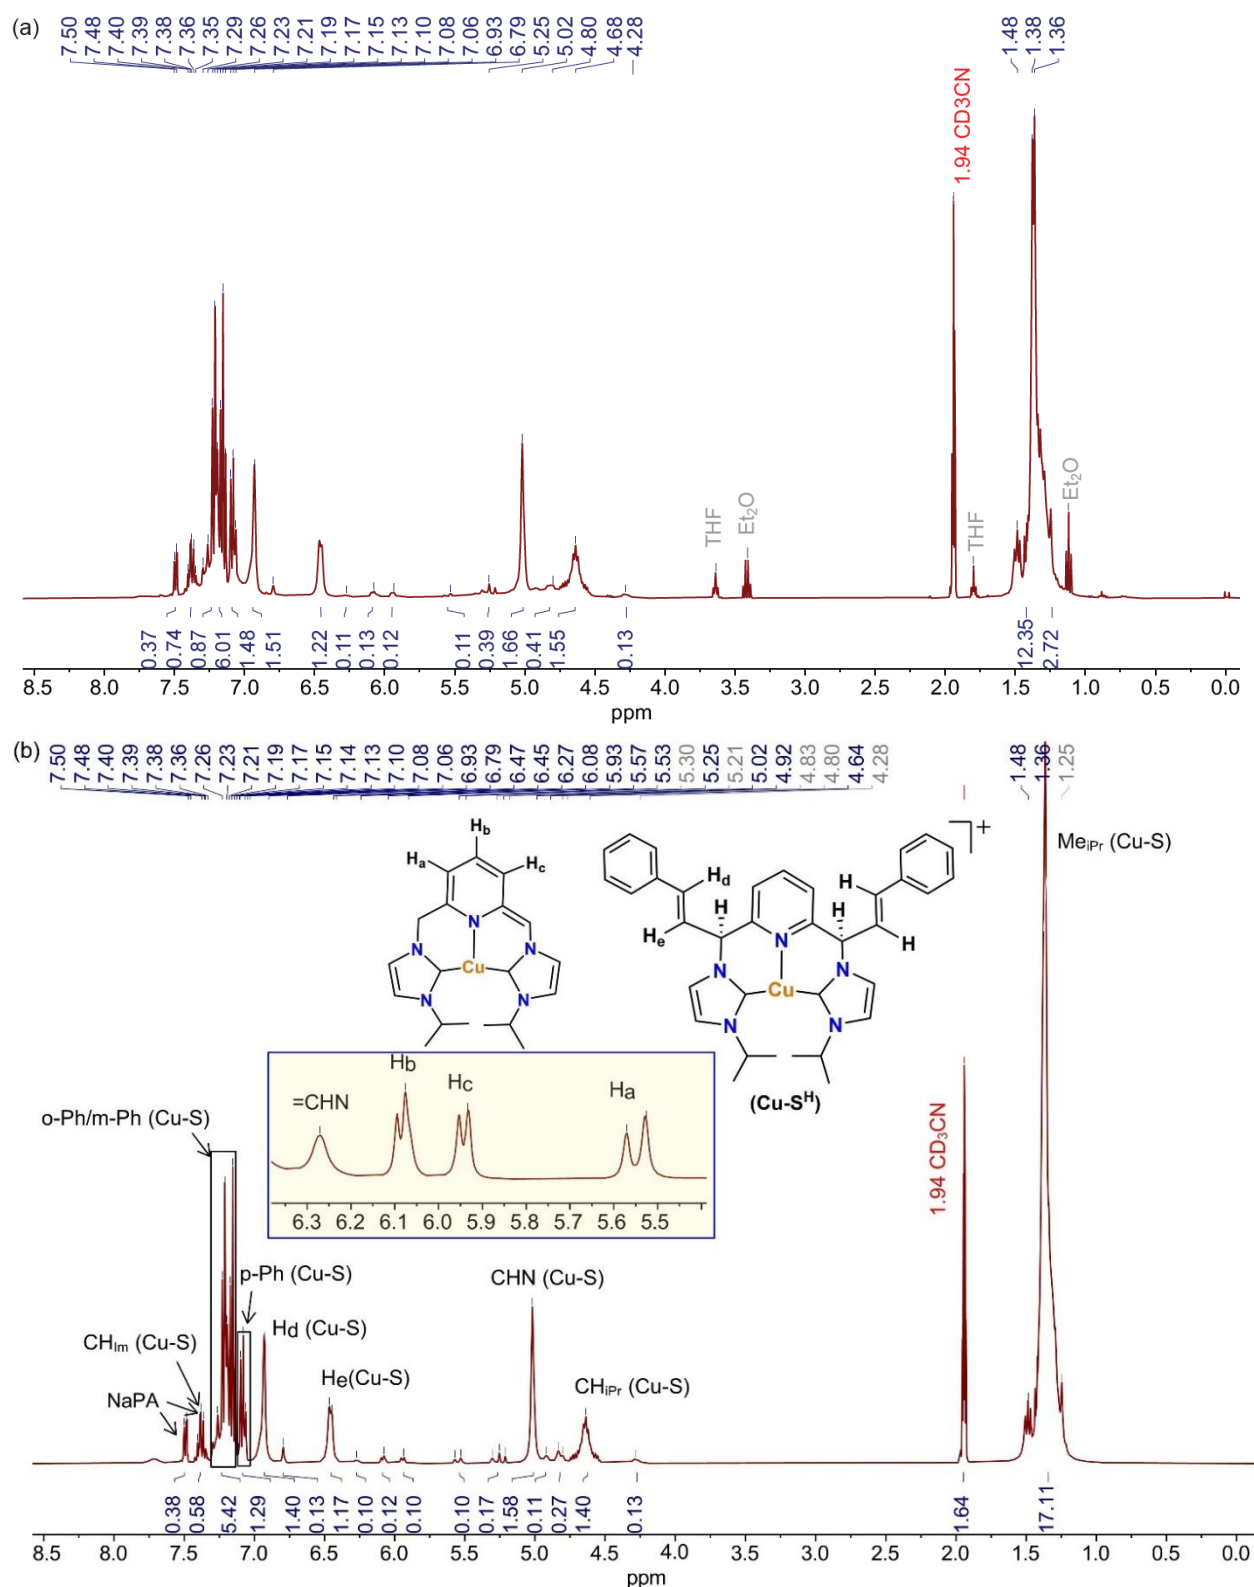 (a)
7.50 7.48 7.40 7.39 7.38 7.36 7.35 7.29 7.26 7.23 7.21 7.19 7.17 7.15 7.13 7.10 7.08 7.06 6.93 6.79 5.25 5.02 4.80 4.68 4.28
1.48 1.38 1.36
1.94 CD3CN
THF
Et₂O
THF
Et₂O
0.37 0.74 0.87 6.01 1.48 1.51 1.22 0.11 0.13 0.12 0.11 0.39 1.66 0.41 1.55 0.13 12.35 2.72
8.5 8.0 7.5 7.0 6.5 6.0 5.5 5.0 4.5 4.0 3.5 3.0 2.5 2.0 1.5 1.0 0.5 0.0
ppm
(b)
7.50 7.48 7.40 7.39 7.38 7.36 7.26 7.23 7.21 7.19 7.17 7.15 7.14 7.13 7.10 7.08 7.06 6.93 6.79 6.47 6.45 6.27 6.08 5.93 5.57 5.53 5.30 5.25 5.21 5.02 4.92 4.83 4.80 4.64 4.28
1.48 1.36 1.25
Me_iPr (Cu-S)
Ha
Hb
Hc
N
N
N
Cu
N
N
+
Hd
H
He
H
H
H
N
N
N
Cu
N
N
(Cu-S^H)
=CHN
Hb
Hc
Ha
6.3 6.2 6.1 6.0 5.9 5.8 5.7 5.6 5.5
o-Ph/m-Ph (Cu-S)
p-Ph (Cu-S)
CH_Im (Cu-S)
NaPA
Hd (Cu-S)
He(Cu-S)
CHN (Cu-S)
CH_iPr (Cu-S)
1.94 CD₃CN
0.38 0.58 5.42 1.29 1.40 0.13 1.17 0.10 0.12 0.10 0.10 0.17 1.58 0.11 0.27 1.40 0.13 1.64 17.11
8.5 8.0 7.5 7.0 6.5 6.0 5.5 5.0 4.5 4.0 3.5 3.0 2.5 2.0 1.5 1.0 0.5 0.0
ppm